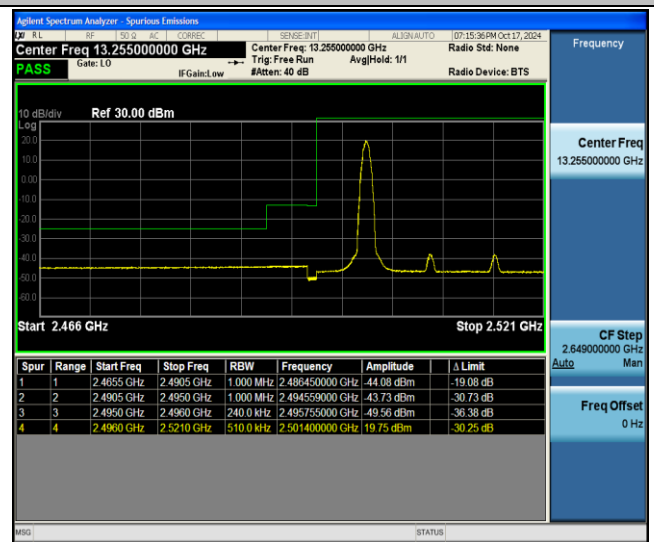 Agilent Spectrum Analyzer - Spurious Emissions
RL RF 50 Ω AC CORREC SENSE:INT ALIGNAUTO 07:15:36PM Oct 17, 2024
Center Freq 13.255000000 GHz Center Freq: 13.255000000 GHz Radio Std: None
PASS Gate: LO Trig: Free Run Avg|Hold: 1/1
IFGain:Low #Atten: 40 dB Radio Device: BTS
10 dB/div Ref 30.00 dBm
Log
20.0
10.0
0.00
-10.0
-20.0
-30.0
-40.0
-50.0
-60.0
Start 2.466 GHz Stop 2.521 GHz
Spur Range Start Freq Stop Freq RBW Frequency Amplitude Δ Limit
1 1 2.4655 GHz 2.4905 GHz 1.000 MHz 2.486450000 GHz -44.08 dBm -19.08 dB
2 2 2.4905 GHz 2.4950 GHz 1.000 MHz 2.494559000 GHz -43.73 dBm -30.73 dB
3 3 2.4950 GHz 2.4960 GHz 240.0 kHz 2.495755000 GHz -49.56 dBm -36.38 dB
4 4 2.4960 GHz 2.5210 GHz 510.0 kHz 2.501400000 GHz 19.75 dBm -30.25 dB
Frequency
Center Freq
13.255000000 GHz
CF Step
2.649000000 GHz
Auto Man
Freq Offset
0 Hz
MSG STATUS